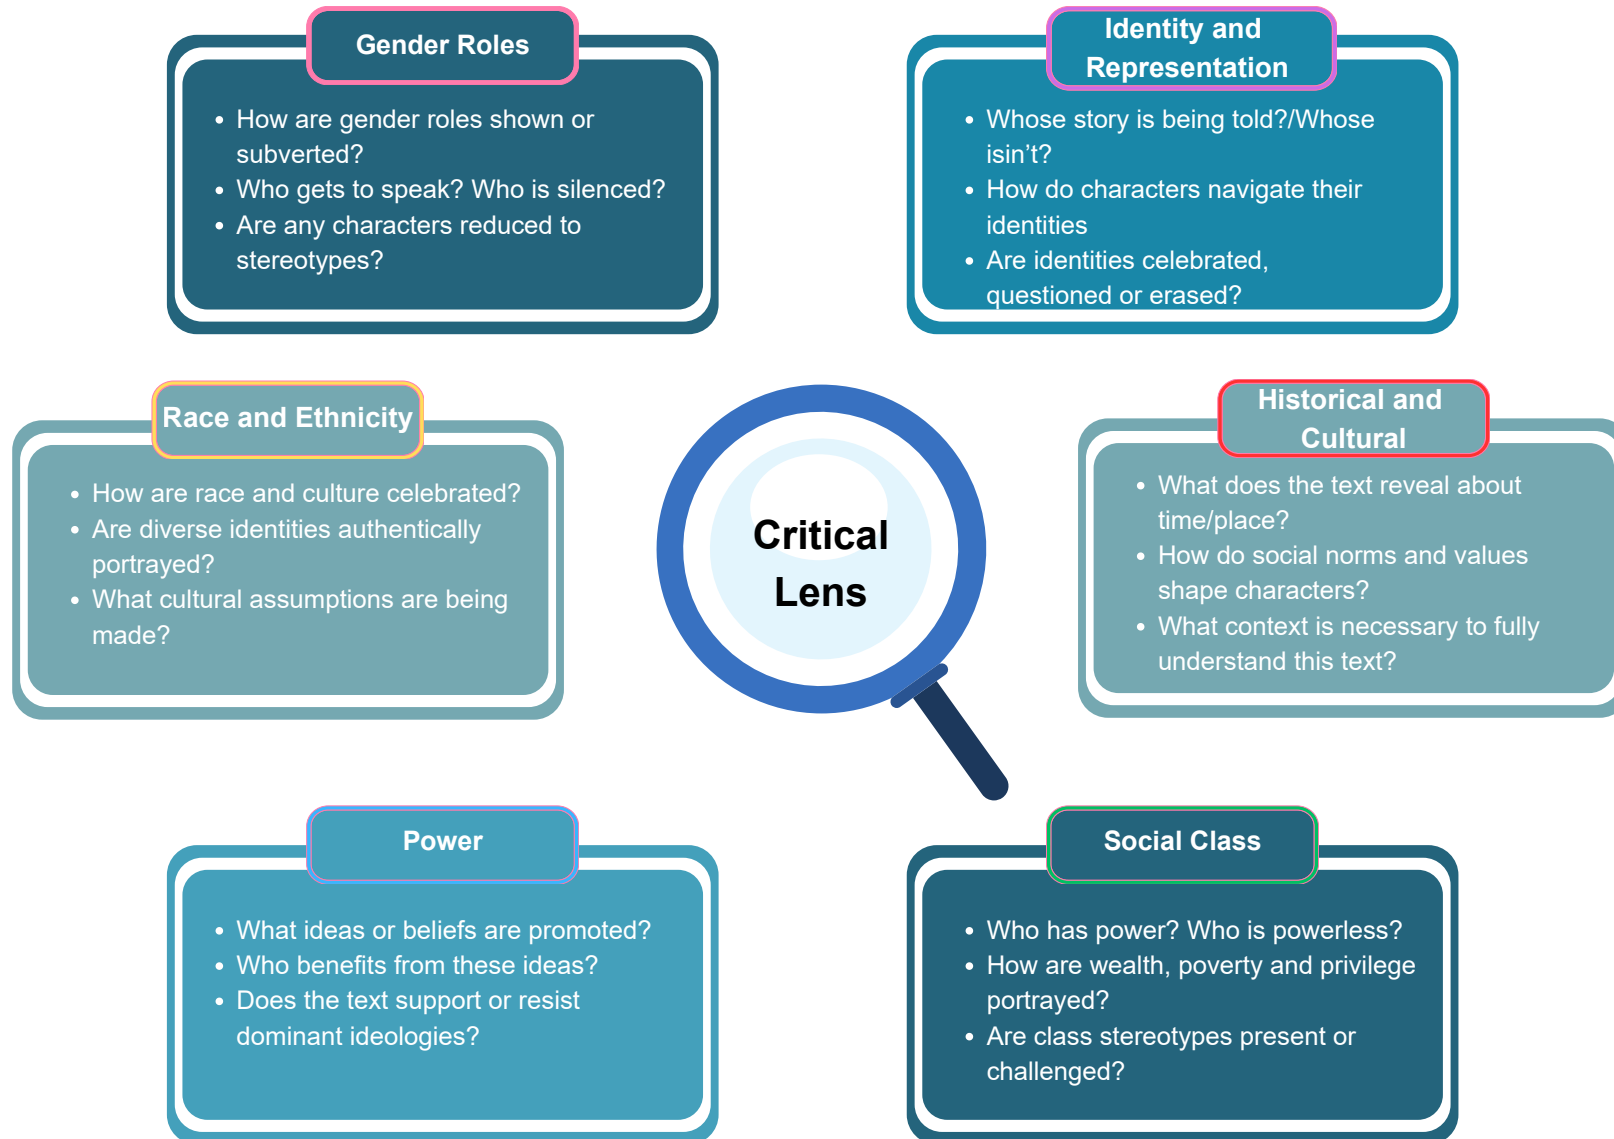 Gender Roles
• How are gender roles shown or
subverted?
• Who gets to speak? Who is silenced?
• Are any characters reduced to
stereotypes?
Identity and
Representation
• Whose story is being told?/Whose
isin't?
• How do characters navigate their
identities
• Are identities celebrated,
questioned or erased?
Race and Ethnicity
• How are race and culture celebrated?
• Are diverse identities authentically
portrayed?
• What cultural assumptions are being
made?
Critical
Lens
Historical and
Cultural
• What does the text reveal about
time/place?
• How do social norms and values
shape characters?
• What context is necessary to fully
understand this text?
Power
• What ideas or beliefs are promoted?
• Who benefits from these ideas?
• Does the text support or resist
dominant ideologies?
Social Class
• Who has power? Who is powerless?
• How are wealth, poverty and privilege
portrayed?
• Are class stereotypes present or
challenged?